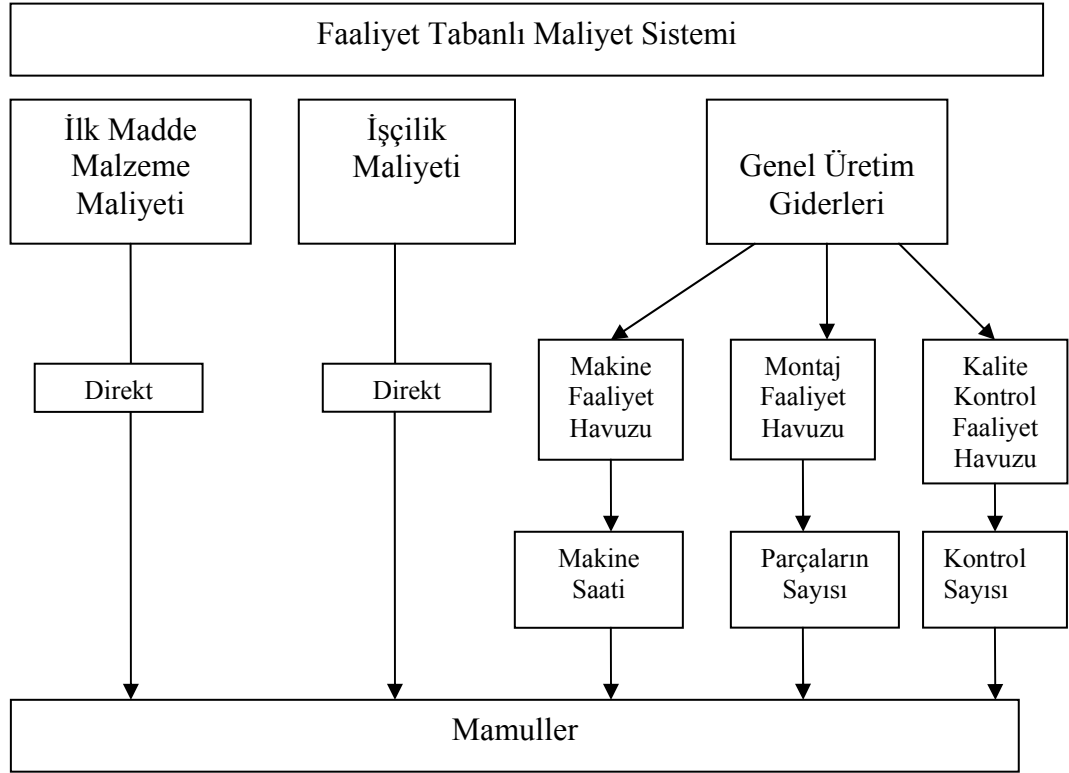 Faaliyet Tabanlı Maliyet Sistemi
İlk Madde
Malzeme
Maliyeti
İşçilik
Maliyeti
Genel Üretim
Giderleri
Direkt
Direkt
Makine
Faaliyet
Havuzu
Montaj
Faaliyet
Havuzu
Kalite
Kontrol
Faaliyet
Havuzu
Makine
Saati
Parçaların
Sayısı
Kontrol
Sayısı
Mamuller